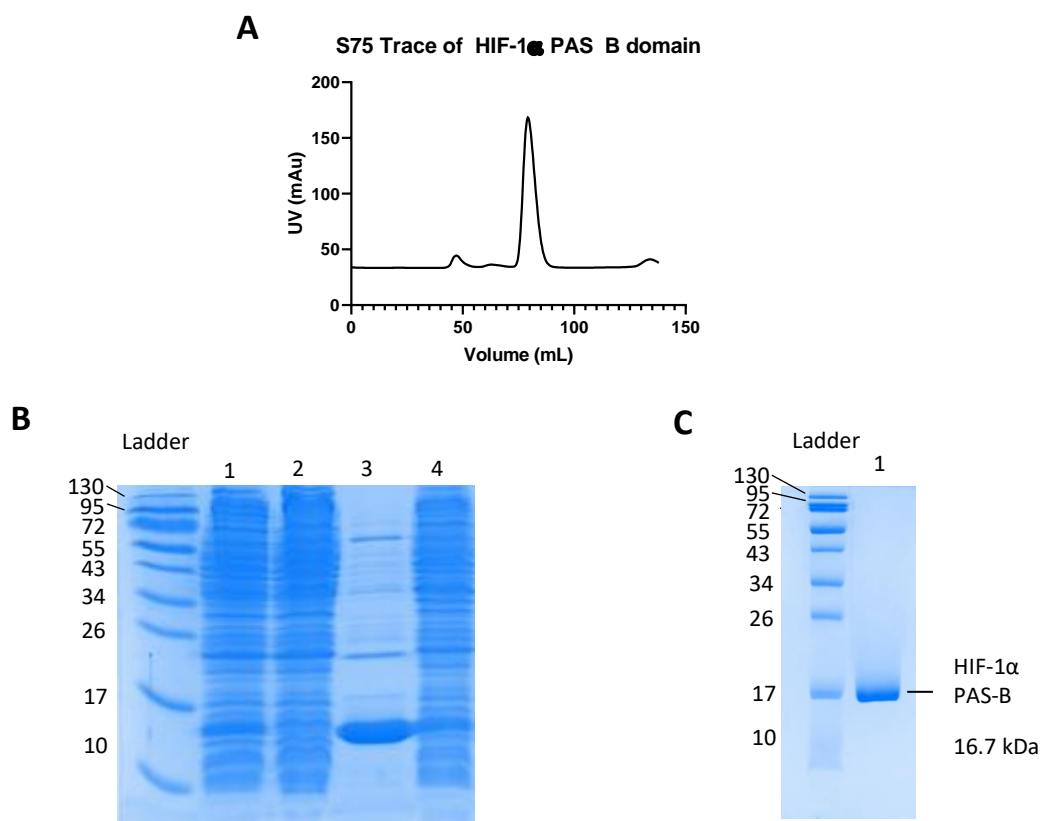 A
S75 Trace of HIF-1α PAS B domain
200
150
100
50
0
UV (mAu)
0 50 100 150
Volume (mL)
B
Ladder
1 2 3 4
130
95
72
55
43
34
26
17
10
C
Ladder
1
130
95
72
55
43
34
26
17
10
HIF-1α
PAS-B
16.7 kDa